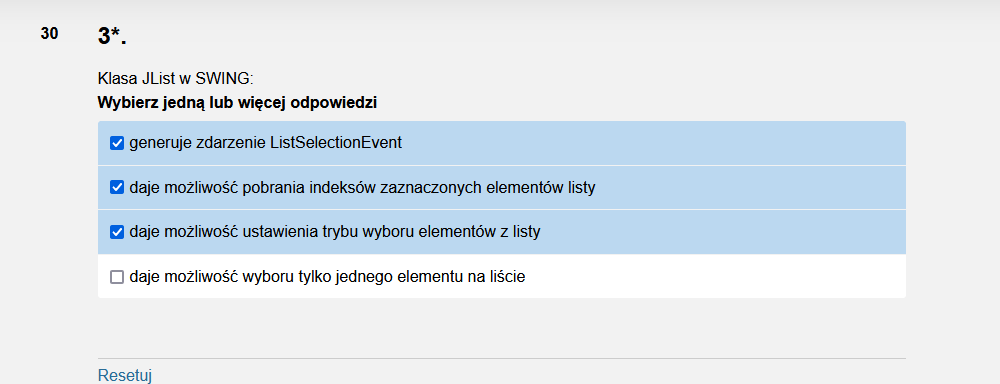 30
3*.
Klasa JList w SWING:
Wybierz jedną lub więcej odpowiedzi
generuje zdarzenie ListSelectionEvent
daje możliwość pobrania indeksów zaznaczonych elementów listy
daje możliwość ustawienia trybu wyboru elementów z listy
daje możliwość wyboru tylko jednego elementu na liście
Resetuj